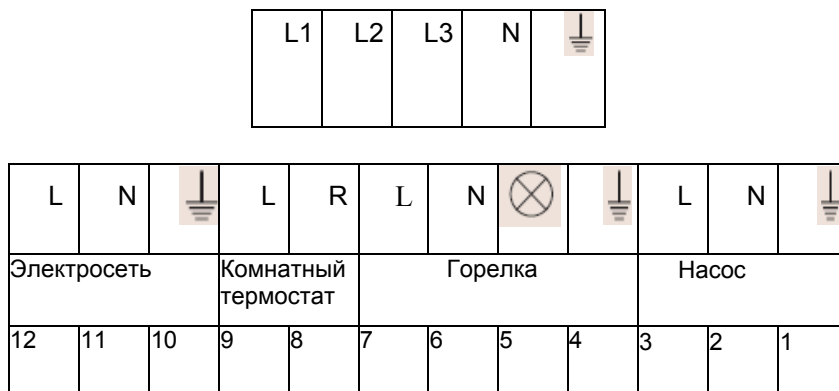 L1 L2 L3 N
L N L R L N L N
Электросеть Комнатный термостат Горелка Насос
12 11 10 9 8 7 6 5 4 3 2 1